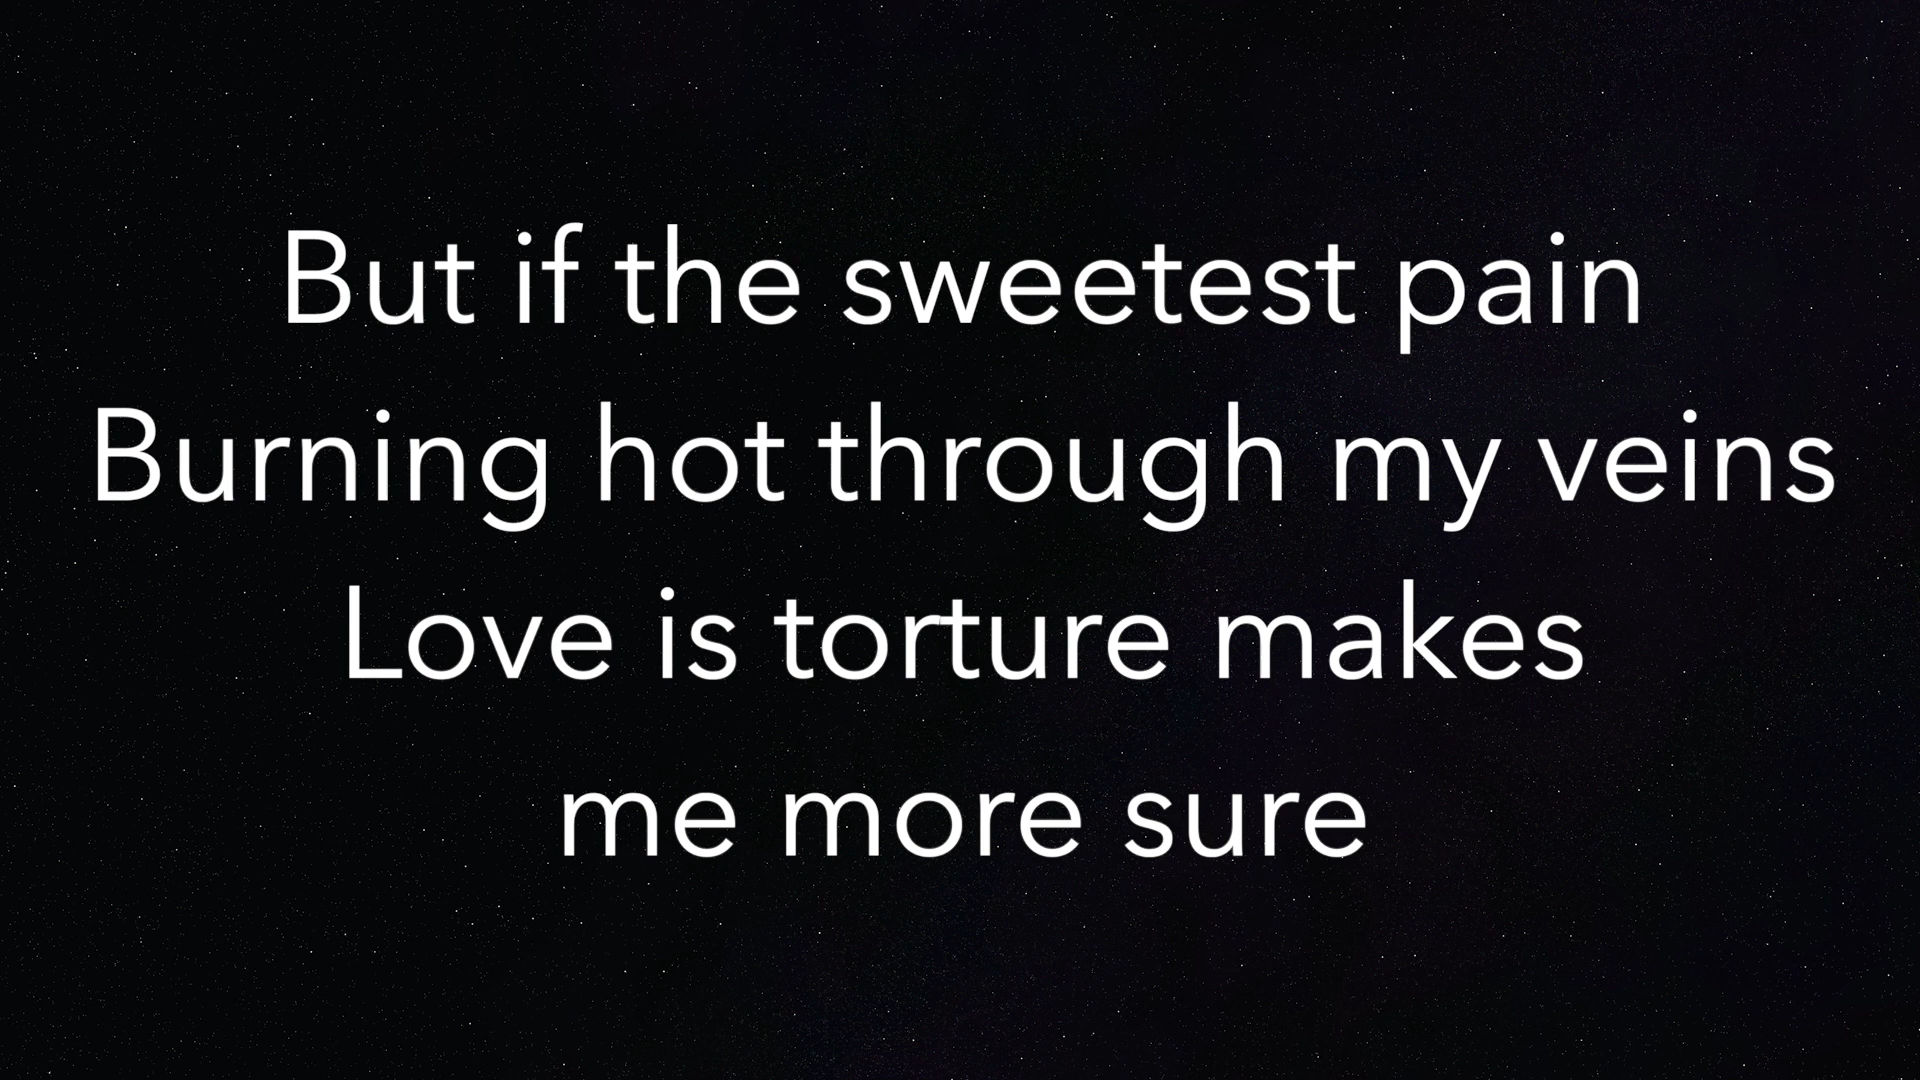 But if the sweetest pain
Burning hot through my veins
Love is torture makes
me more sure